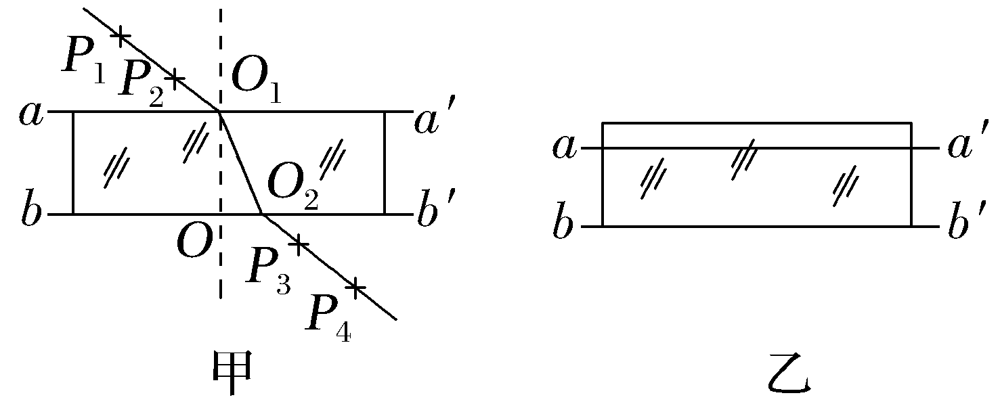 P₁
P₂
O₁
a a′
O₂
b b′
O
P₃
P₄
甲
a a′
b b′
乙